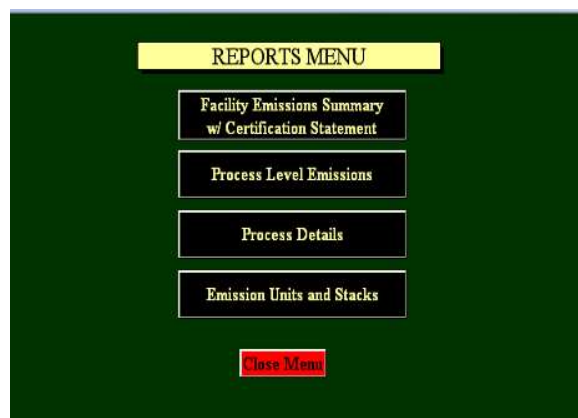 REPORTS MENU
Facility Emissions Summary
w/ Certification Statement
Process Level Emissions
Process Details
Emission Units and Stacks
Close Menu